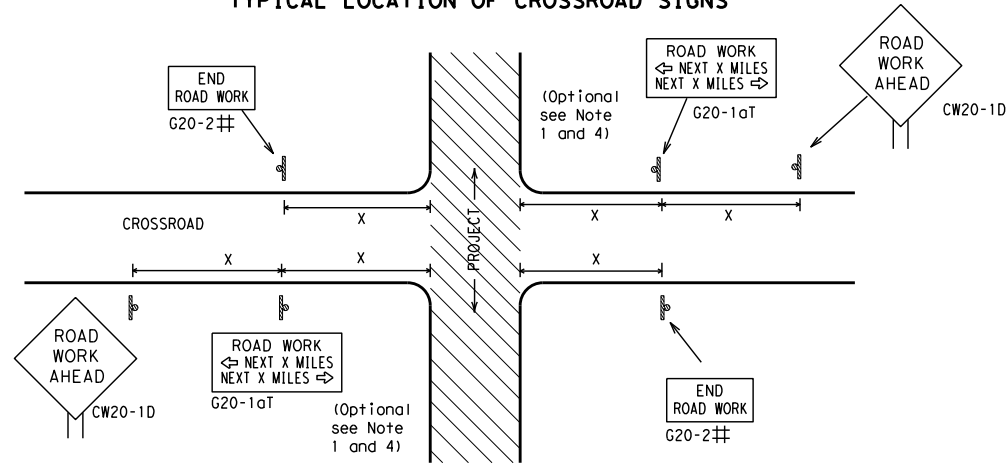 TYPICAL LOCATION OF CROSSROAD SIGNS
END
ROAD WORK
G20-2#
(Optional
see Note
1 and 4)
ROAD WORK
⇦ NEXT X MILES
NEXT X MILES ⇨
G20-1aT
ROAD
WORK
AHEAD
CW20-1D
CROSSROAD
X
X
X
PROJECT
X
X
X
ROAD
WORK
AHEAD
CW20-1D
ROAD WORK
⇦ NEXT X MILES
NEXT X MILES ⇨
G20-1aT
(Optional
see Note
1 and 4)
END
ROAD WORK
G20-2#